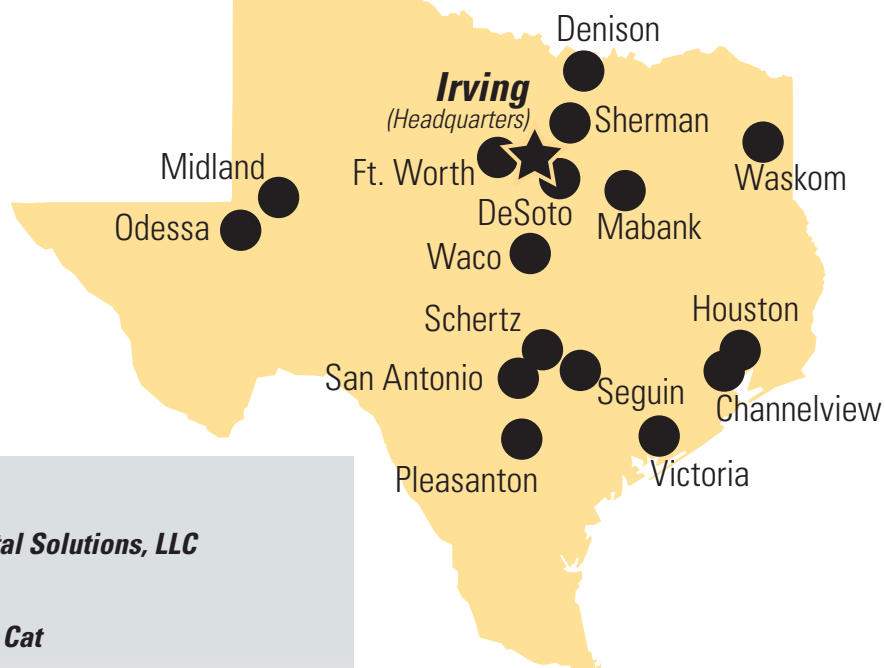 Denison
Irving
(Headquarters)
Sherman
Midland
Ft. Worth
Waskom
Odessa
DeSoto
Mabank
Waco
Schertz
Houston
San Antonio
Seguin
Channelview
Pleasanton
Victoria
Solutions, LLC
Cat